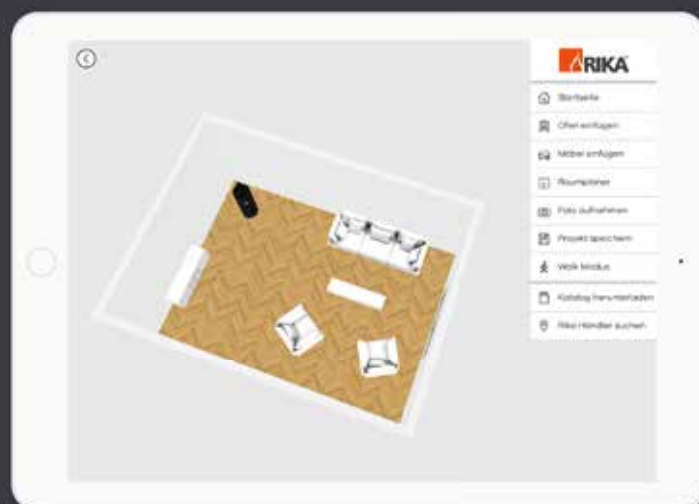 RIKA
Startseite
Ofen einfügen
Möbel einfügen
Raumplaner
Foto aufnehmen
Projekt speichern
Walk Modus
Katalog herunterladen
Rika Händler suchen